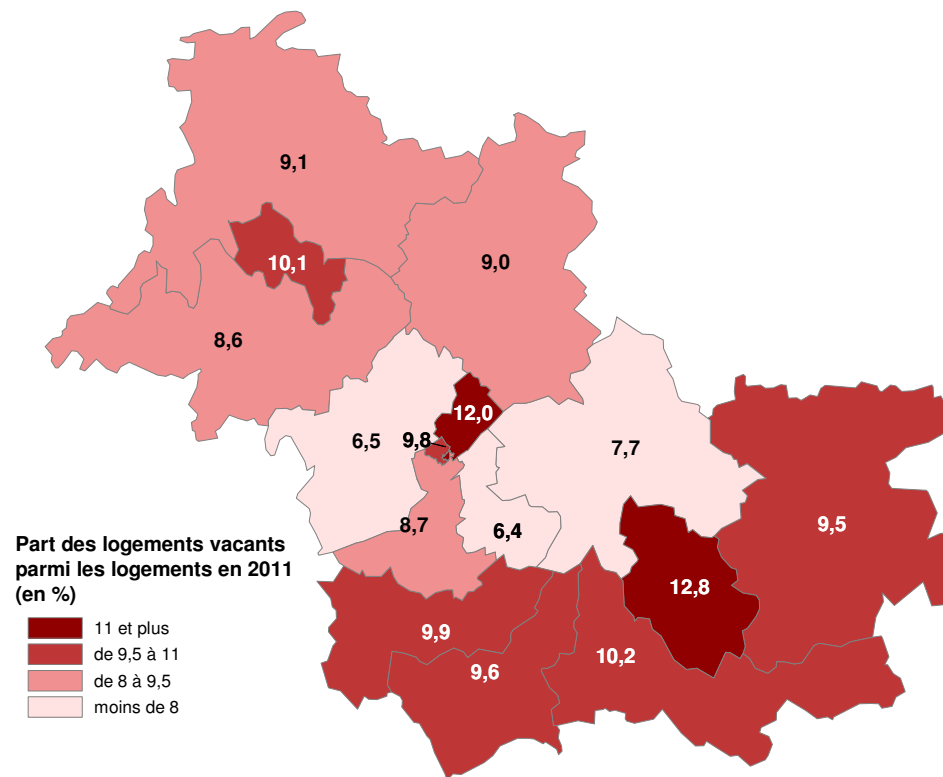 9,1
10,1
9,0
8,6
12,0
6,5
9,8
7,7
8,7
6,4
9,5
12,8
9,9
10,2
9,6
Part des logements vacants
parmi les logements en 2011
(en %)
11 et plus
de 9,5 à 11
de 8 à 9,5
moins de 8